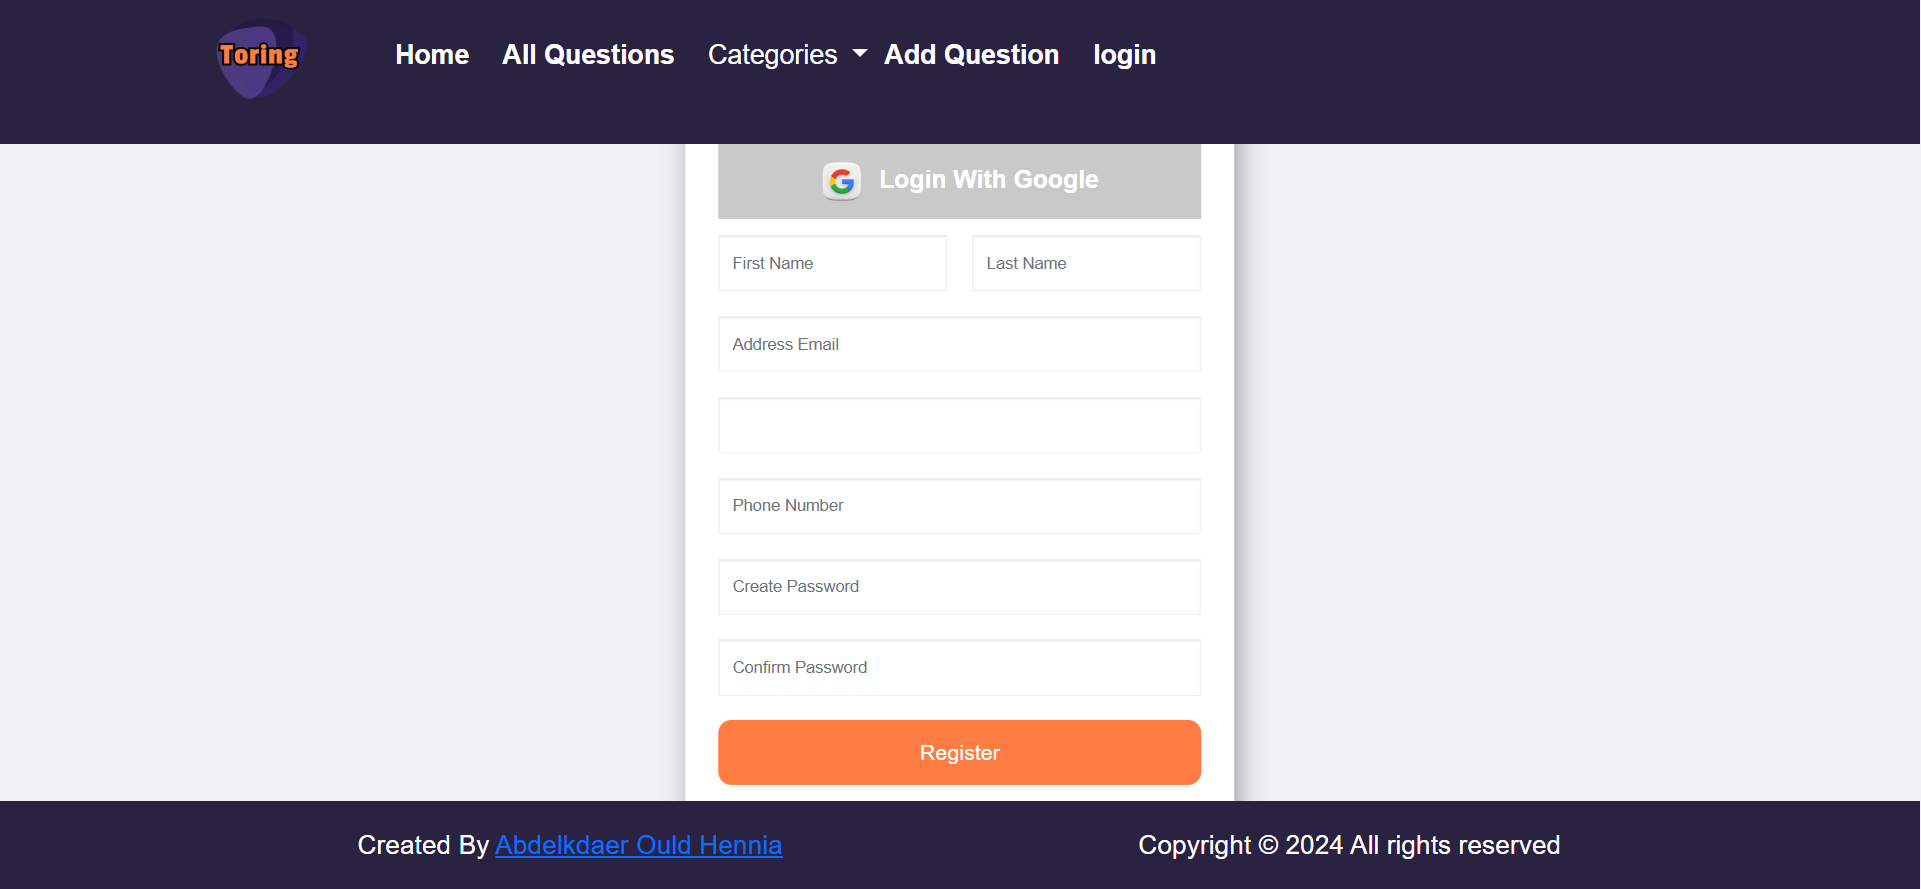 Toring
Home All Questions Categories Add Question login
Login With Google
First Name Last Name
Address Email
Phone Number
Create Password
Confirm Password
Register
Created By Abdelkdaer Ould Hennia Copyright © 2024 All rights reserved